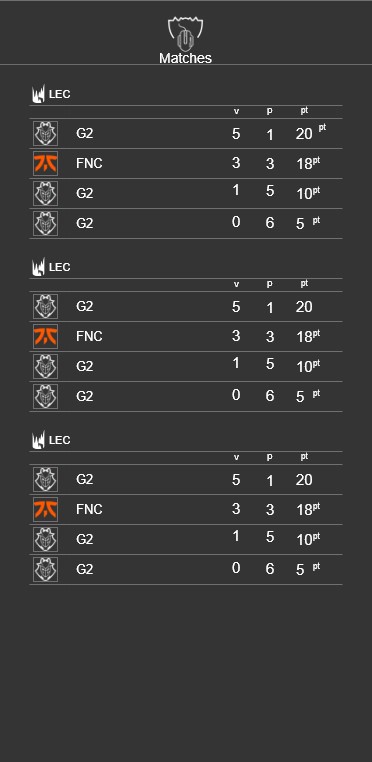 Matches
LEC
v p pt
G2 5 1 20 pt
FNC 3 3 18pt
G2 1 5 10pt
G2 0 6 5 pt
LEC
v p pt
G2 5 1 20
FNC 3 3 18pt
G2 1 5 10pt
G2 0 6 5 pt
LEC
v p pt
G2 5 1 20
FNC 3 3 18pt
G2 1 5 10pt
G2 0 6 5 pt